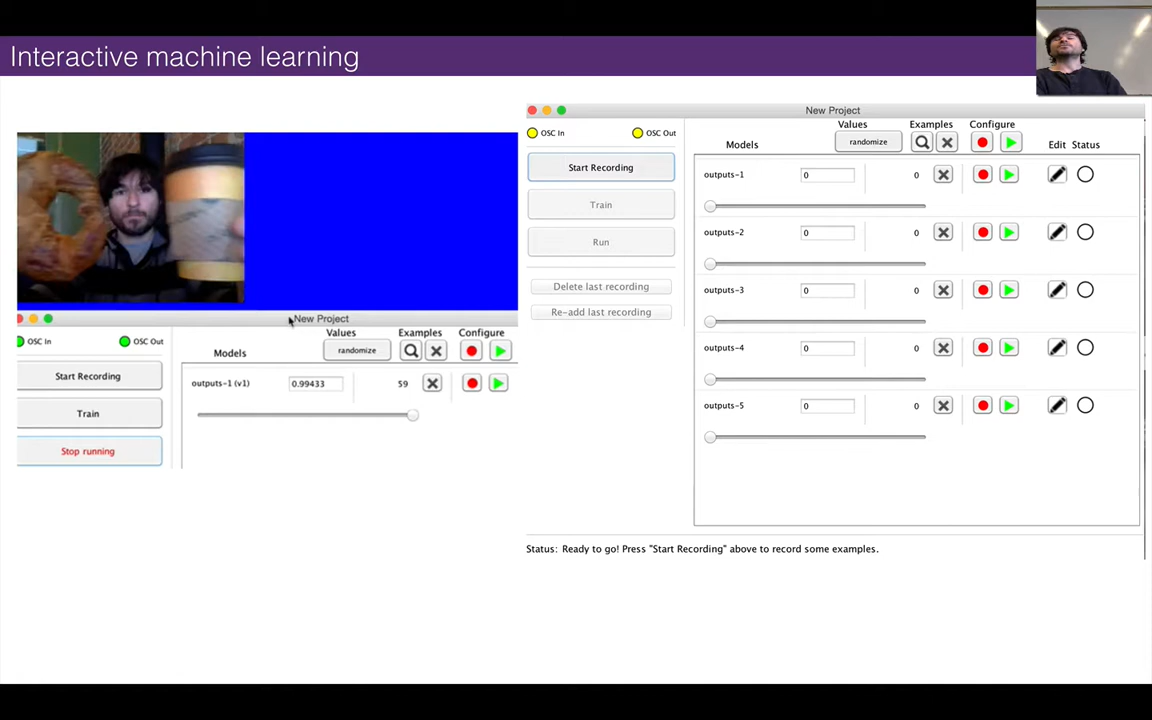 Interactive machine learning
New Project
OSC In
OSC Out
Models
Values
randomize
Examples
Configure
Start Recording
Train
Stop running
outputs-1 (v1)
0.99433
59
New Project
OSC In
OSC Out
Models
Values
randomize
Examples
Configure
Edit
Status
Start Recording
Train
Run
Delete last recording
Re-add last recording
outputs-1
0
0
outputs-2
0
0
outputs-3
0
0
outputs-4
0
0
outputs-5
0
0
Status: Ready to go! Press "Start Recording" above to record some examples.